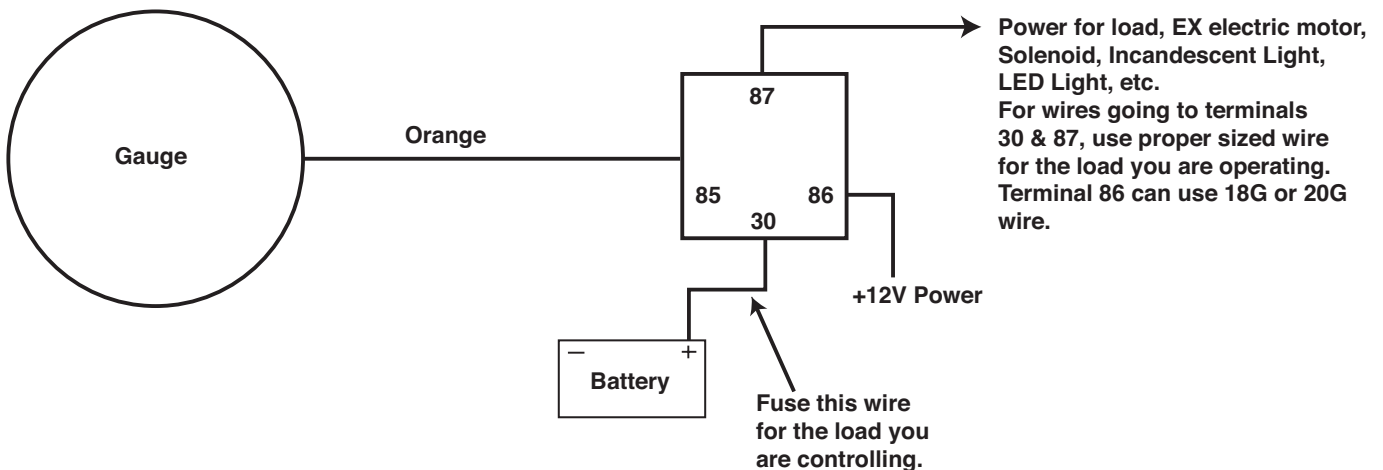 Gauge
Orange
87
85
86
30
Power for load, EX electric motor,
Solenoid, Incandescent Light,
LED Light, etc.
For wires going to terminals
30 & 87, use proper sized wire
for the load you are operating.
Terminal 86 can use 18G or 20G
wire.
+12V Power
− +
Battery
Fuse this wire
for the load you
are controlling.